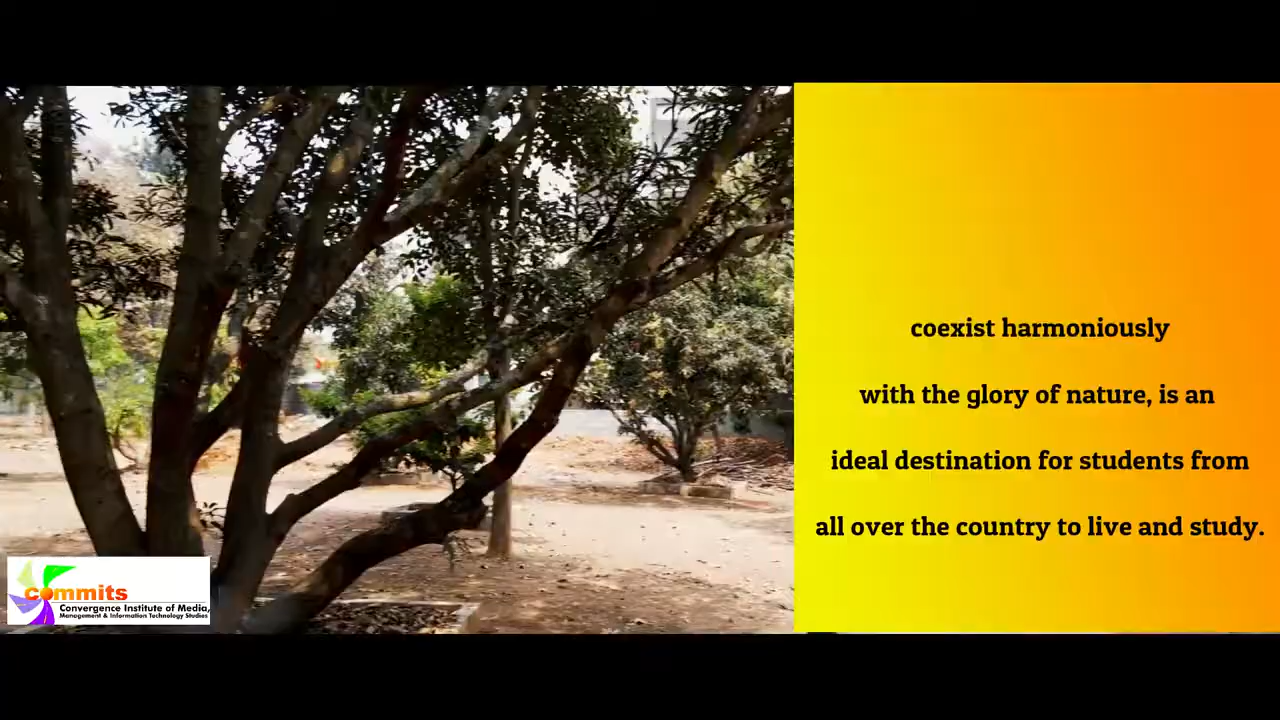 coexist harmoniously
with the glory of nature, is an
ideal destination for students from
all over the country to live and study.
commits
Convergence Institute of Media,
Management & Information Technology Studies